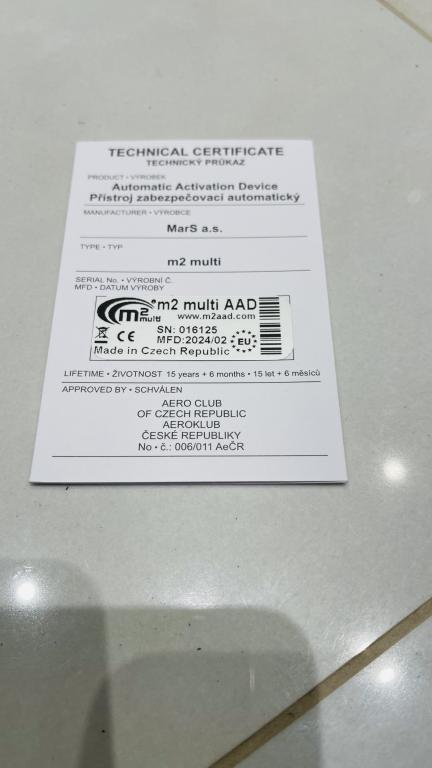 TECHNICAL CERTIFICATE
TECHNICKÝ PRŮKAZ
PRODUCT • VÝROBEK
Automatic Activation Device
Přístroj zabezpečovací automatický
MANUFACTURER • VÝROBCE
MarS a.s.
TYPE • TYP
m2 multi
SERIAL No. • VÝROBNÍ Č.
MFD • DATUM VÝROBY
m2 multi
m2 multi AAD
www.m2aad.com
SN: 016125
CE
MFD:2024/02
EU
Made in Czech Republic
LIFETIME • ŽIVOTNOST 15 years + 6 months • 15 let + 6 měsíců
APPROVED BY • SCHVÁLEN
AERO CLUB
OF CZECH REPUBLIC
AEROKLUB
ČESKÉ REPUBLIKY
No • č.: 006/011 AeČR